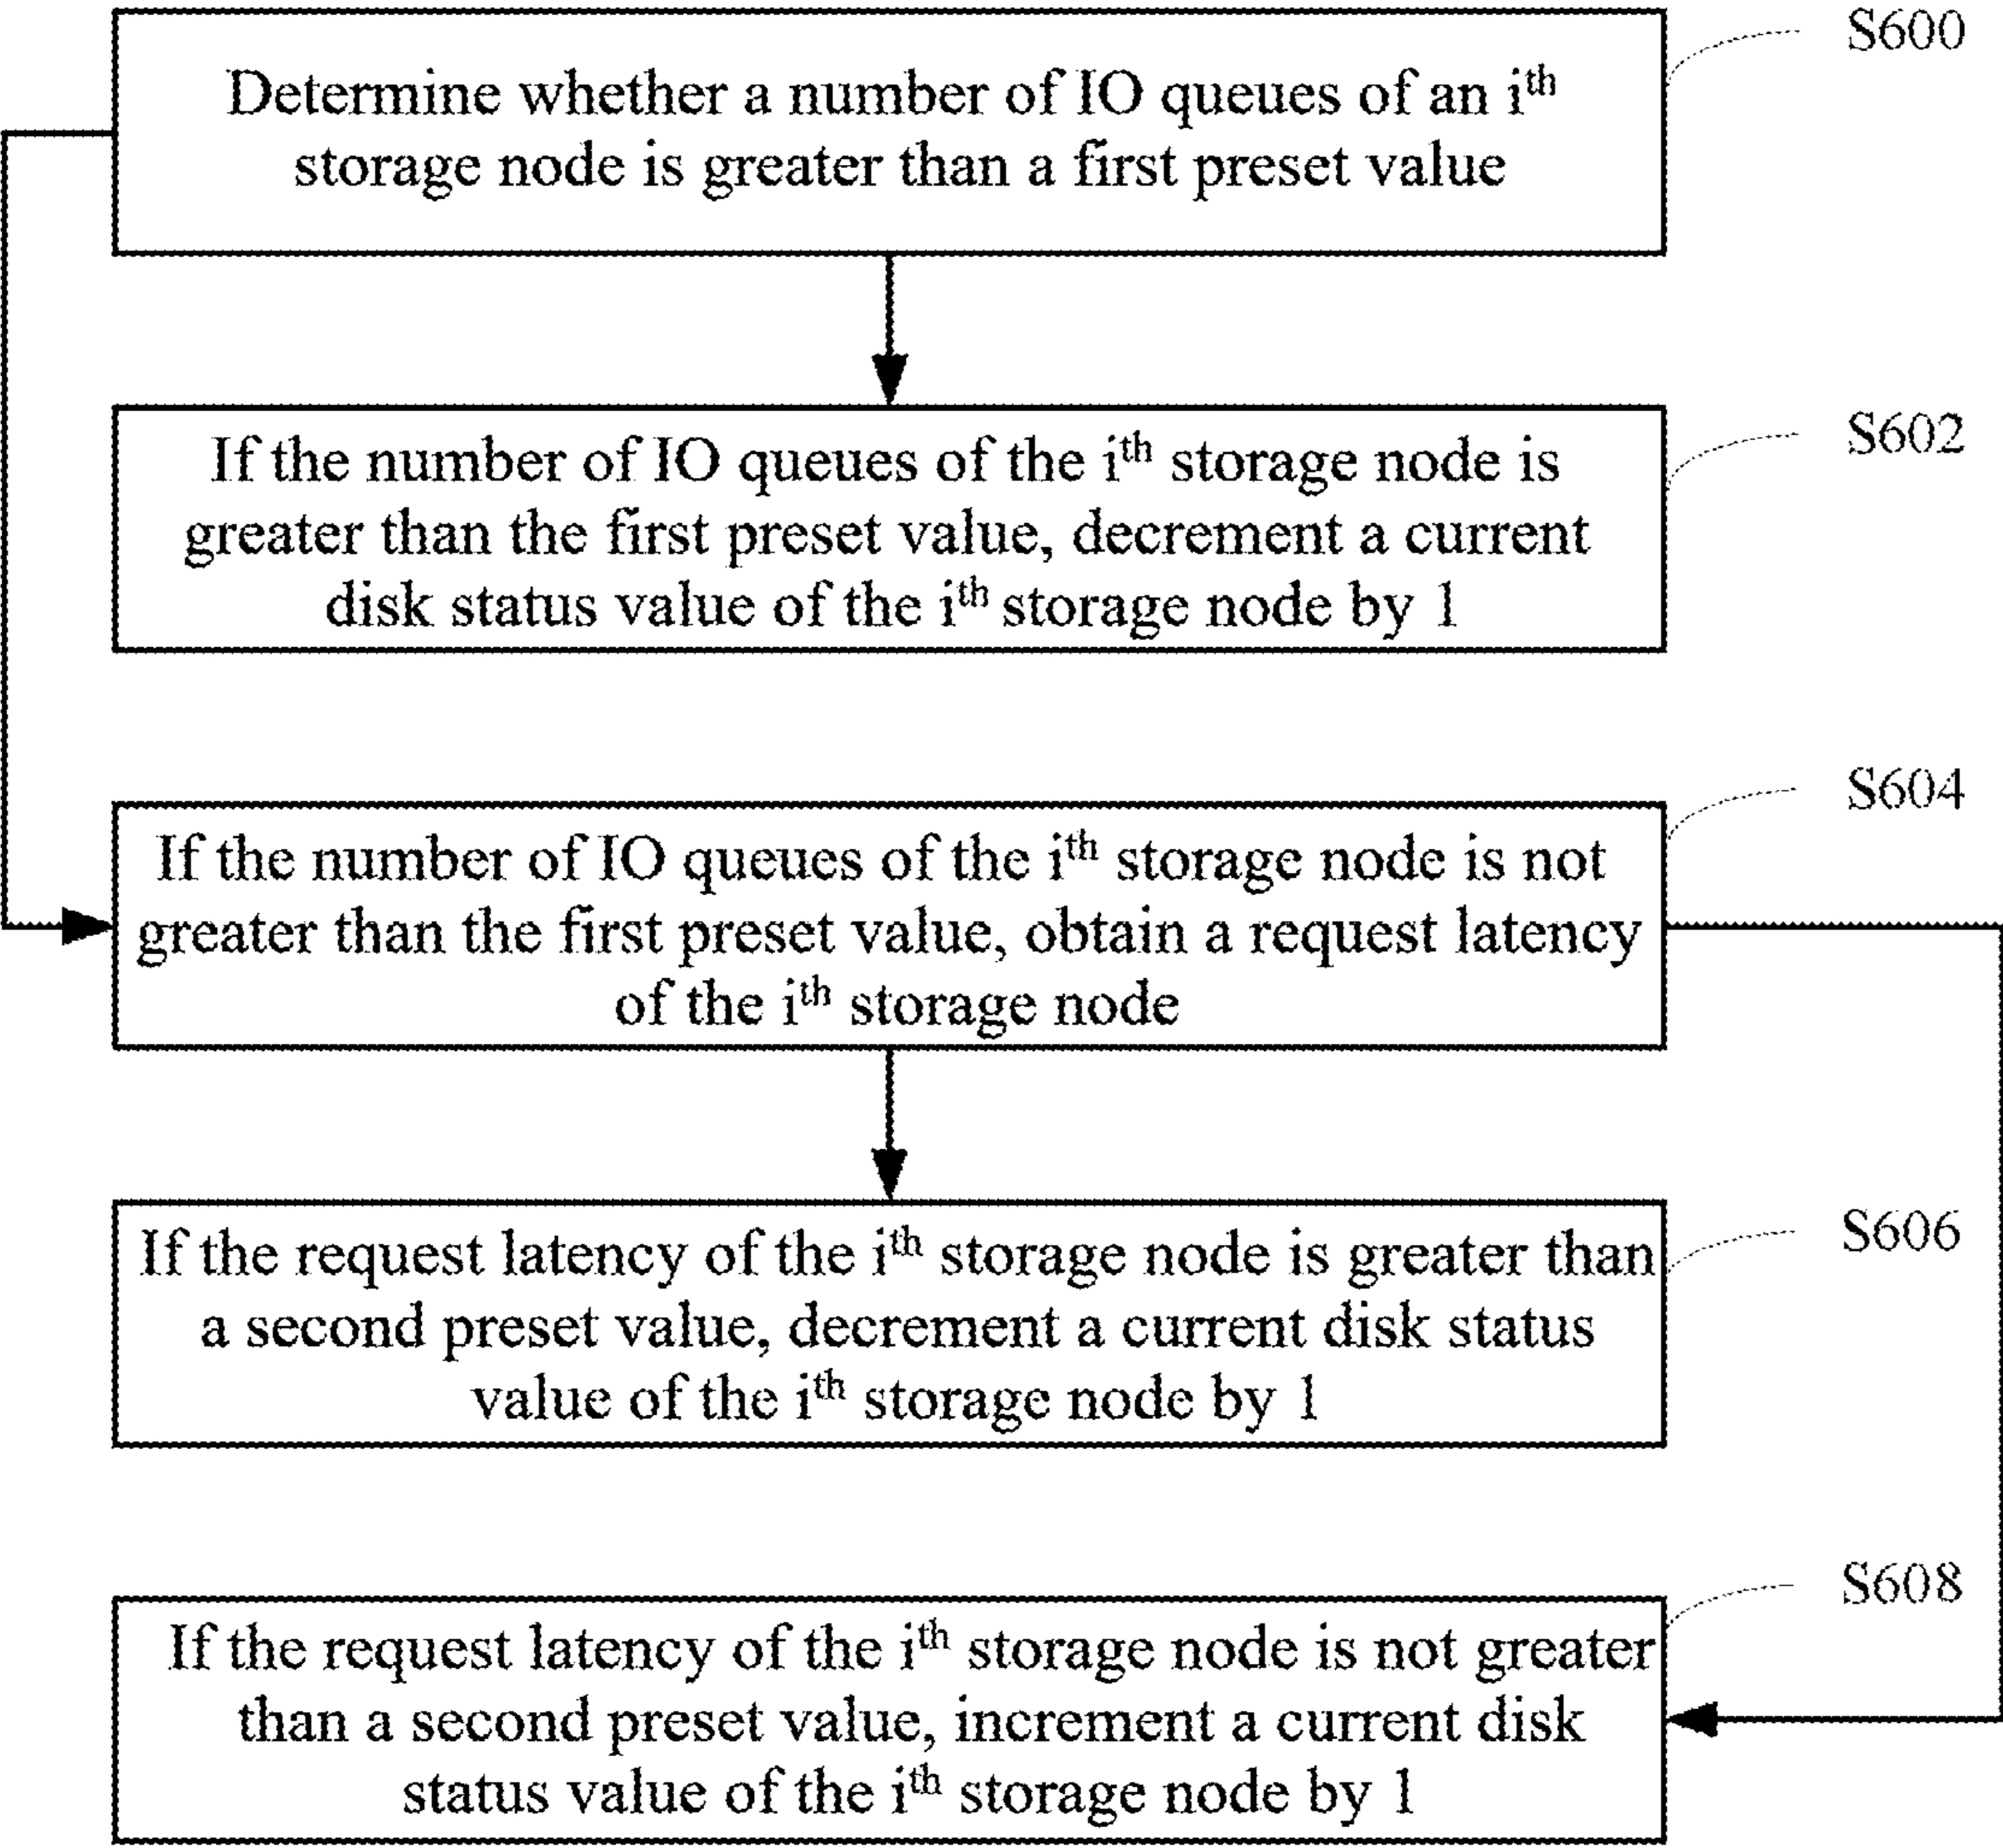 S600
Determine whether a number of IO queues of an ith
storage node is greater than a first preset value
S602
If the number of IO queues of the ith storage node is
greater than the first preset value, decrement a current
disk status value of the ith storage node by 1
S604
If the number of IO queues of the ith storage node is not
greater than the first preset value, obtain a request latency
of the ith storage node
S606
If the request latency of the ith storage node is greater than
a second preset value, decrement a current disk status
value of the ith storage node by 1
S608
If the request latency of the ith storage node is not greater
than a second preset value, increment a current disk
status value of the ith storage node by 1